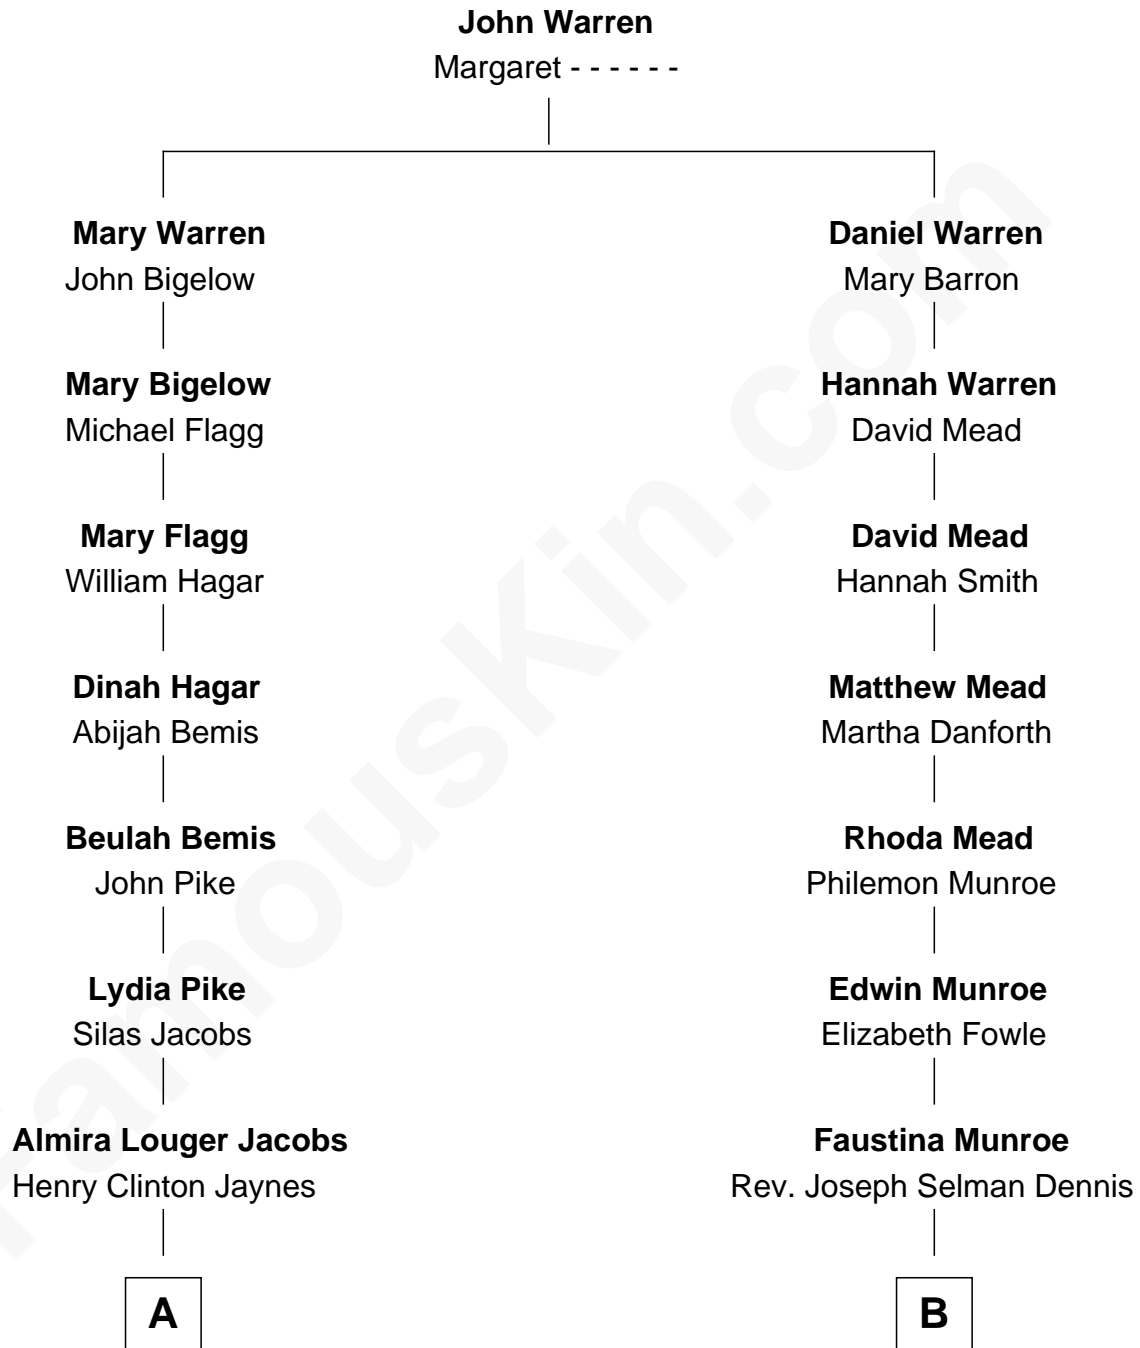 John Warren
Margaret - - - - - -
Mary Warren
John Bigelow
Daniel Warren
Mary Barron
Mary Bigelow
Michael Flagg
Hannah Warren
David Mead
Mary Flagg
William Hagar
David Mead
Hannah Smith
Dinah Hagar
Abijah Bemis
Matthew Mead
Martha Danforth
Beulah Bemis
John Pike
Rhoda Mead
Philemon Munroe
Lydia Pike
Silas Jacobs
Edwin Munroe
Elizabeth Fowle
Almira Louger Jacobs
Henry Clinton Jaynes
Faustina Munroe
Rev. Joseph Selman Dennis
A
B
FamousKin.com